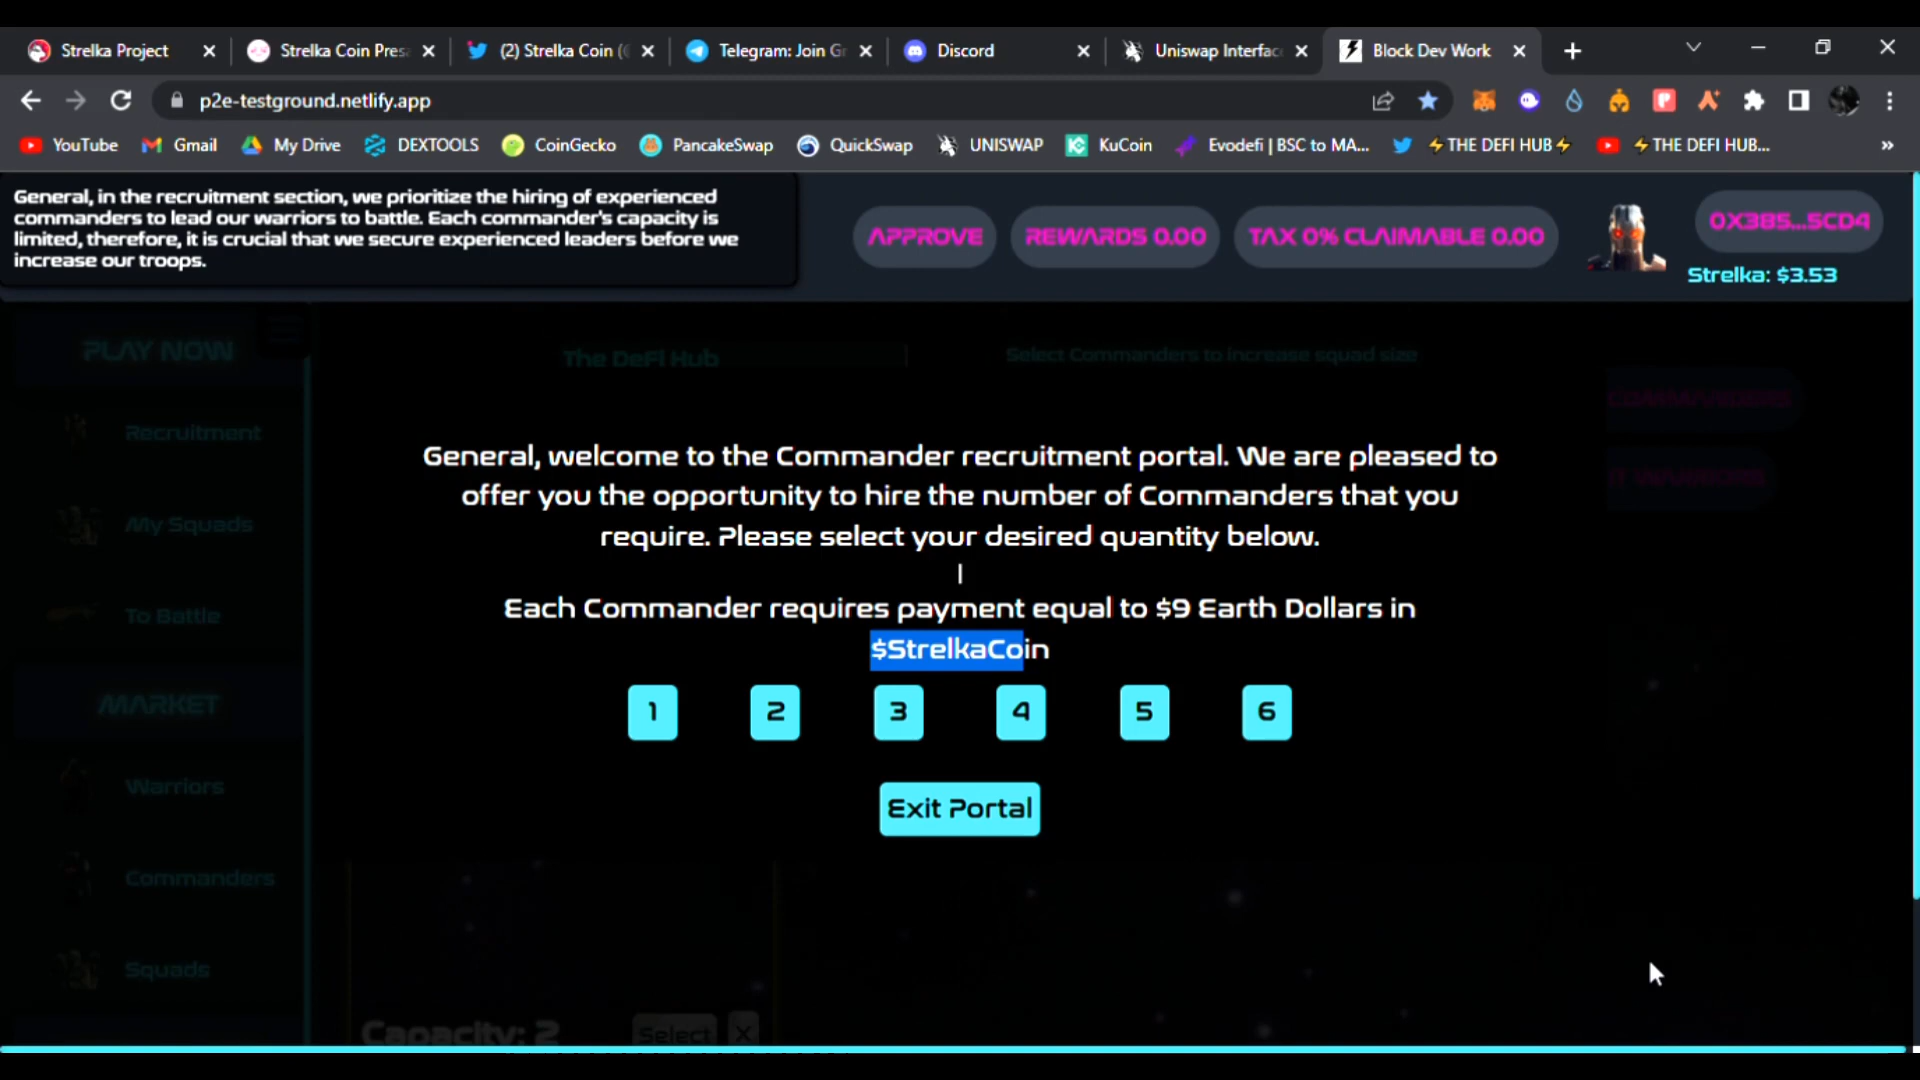 Strelka Project
Strelka Coin Pres
(2) Strelka Coin (
Telegram: Join Gr
Discord
Uniswap Interfac
Block Dev Work
p2e-testground.netlify.app
YouTube
Gmail
My Drive
DEXTOOLS
CoinGecko
PancakeSwap
QuickSwap
UNISWAP
KuCoin
Evodefi | BSC to MA...
⚡THE DEFI HUB⚡
⚡THE DEFI HUB...
General, in the recruitment section, we prioritize the hiring of experienced
commanders to lead our warriors to battle. Each commander's capacity is
limited, therefore, it is crucial that we secure experienced leaders before we
increase our troops.
APPROVE
REWARDS 0.00
TAX 0% CLAIMABLE 0.00
0X385...5CD4
Strelka: $3.53
PLAY NOW
The DeFi Hub
Select Commanders to increase squad size
Recruitment
My Squads
To Battle
MARKET
Warriors
Commanders
Squads
General, welcome to the Commander recruitment portal. We are pleased to
offer you the opportunity to hire the number of Commanders that you
require. Please select your desired quantity below.
|
Each Commander requires payment equal to $9 Earth Dollars in
$StrelkaCoin
1 2 3 4 5 6
Exit Portal
Capacity: 2
Select X